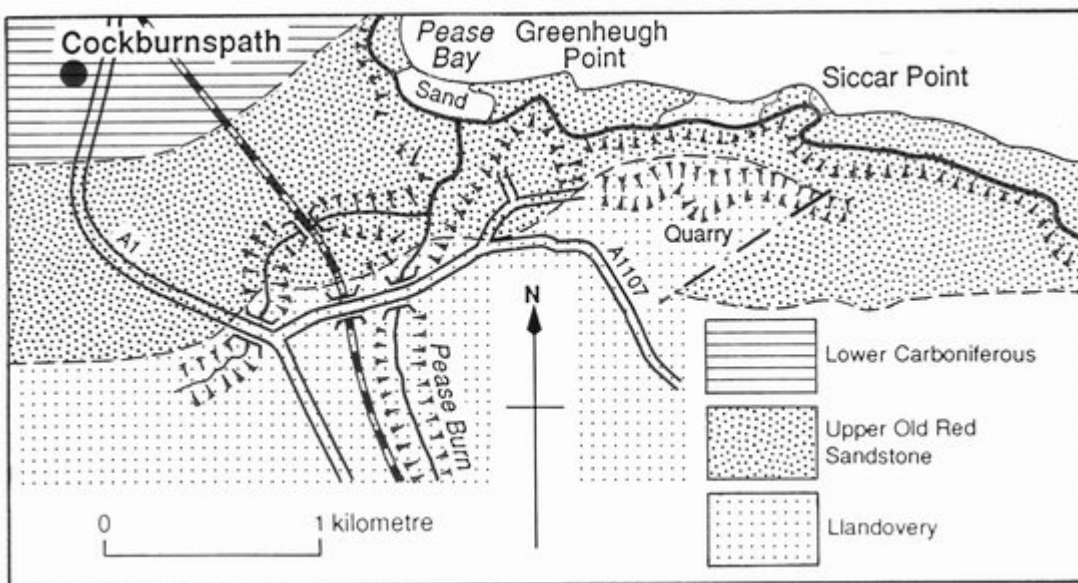 Cockburnspath
Pease
Bay
Greenheugh
Point
Siccar Point
Sand
A1
Quarry
A1107
N
Pease Burn
Lower Carboniferous
Upper Old Red
Sandstone
Llandovery
0
1 kilometre